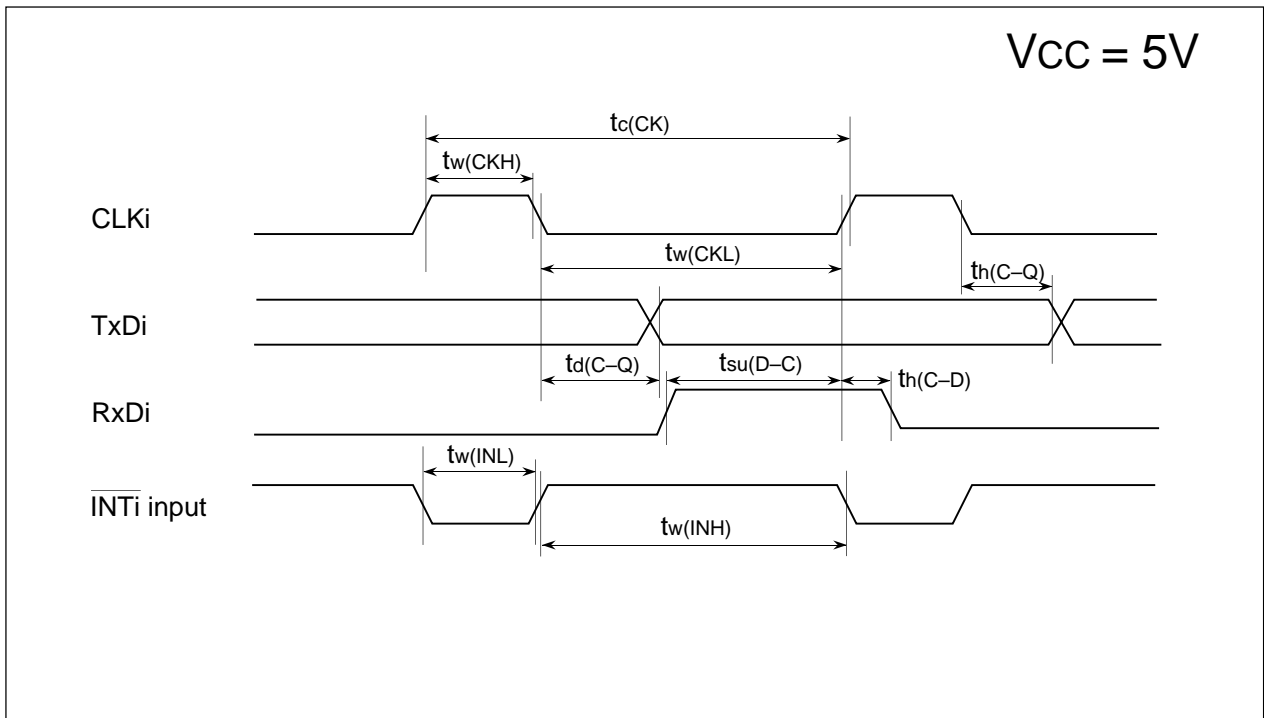 VCC = 5V
tc(CK)
tw(CKH)
CLKi
tw(CKL)
th(C–Q)
TxDi
td(C–Q)
tsu(D–C)
th(C–D)
RxDi
tw(INL)
INTi input
tw(INH)